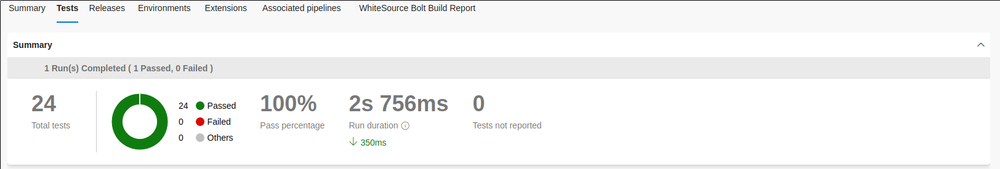 Summary Tests Releases Environments Extensions Associated pipelines WhiteSource Bolt Build Report
Summary
1 Run(s) Completed ( 1 Passed, 0 Failed )
24
Total tests
24 Passed
0 Failed
0 Others
100%
Pass percentage
2s 756ms
Run duration
350ms
0
Tests not reported